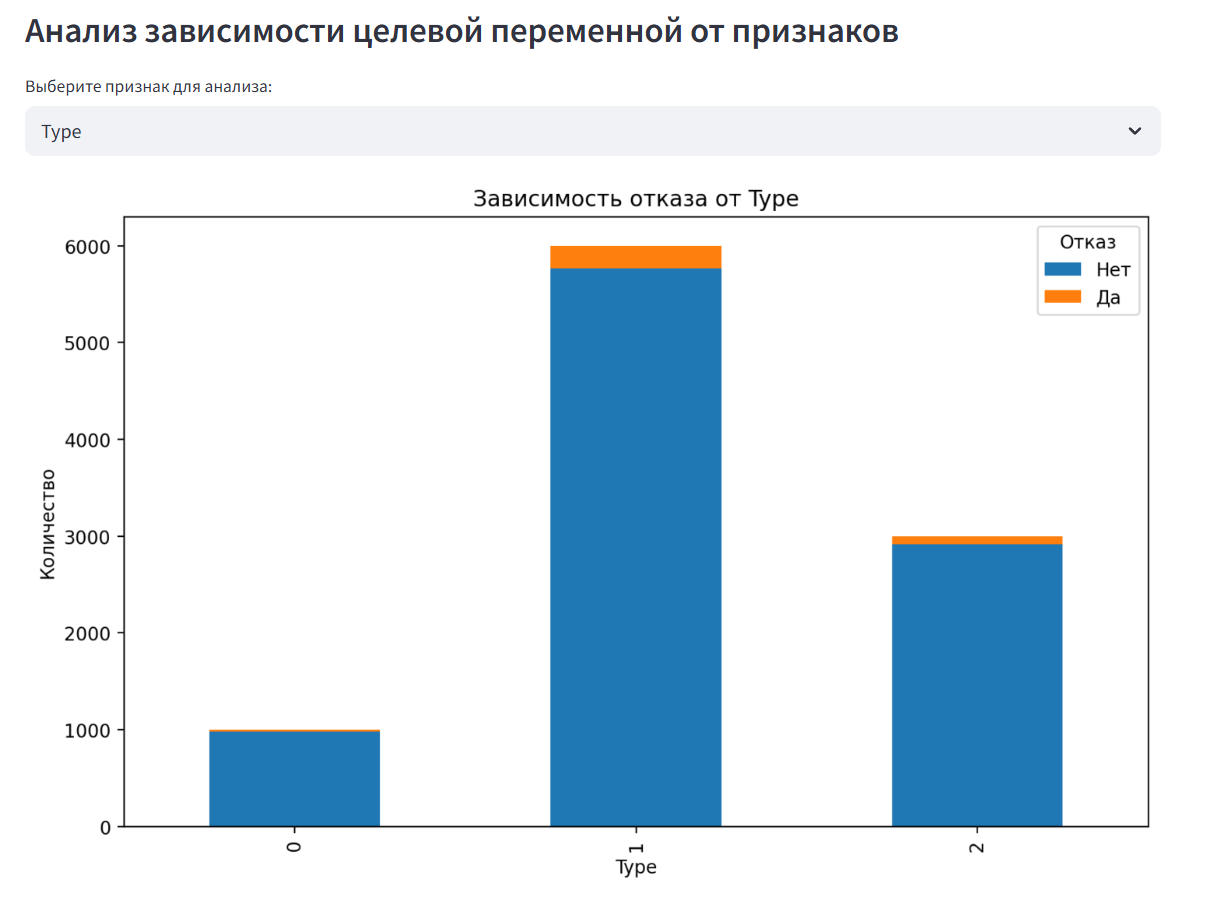 Анализ зависимости целевой переменной от признаков
Выберите признак для анализа:
Type
Зависимость отказа от Type
Отказ
Нет
Да
6000
5000
4000
3000
2000
1000
0
Количество
0
1
2
Type